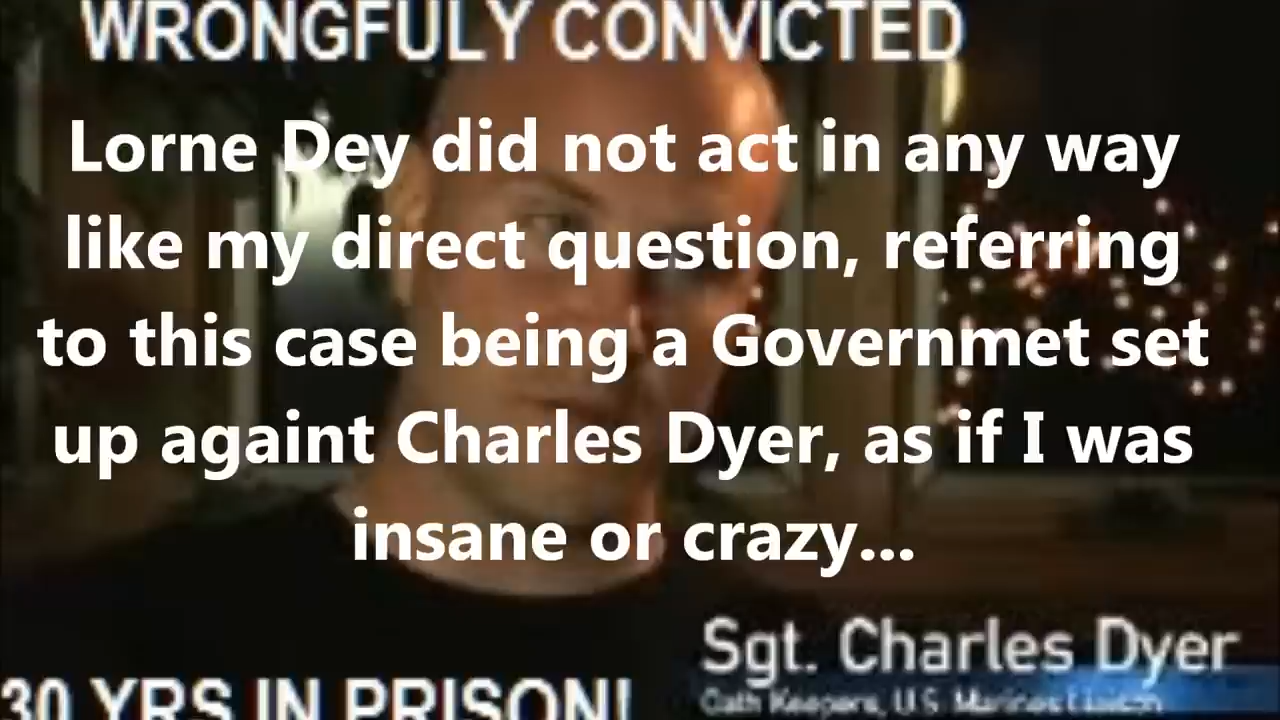 WRONGFULY CONVICTED
Lorne Dey did not act in any way
like my direct question, referring
to this case being a Governmet set
up againt Charles Dyer, as if I was
insane or crazy...
Sgt. Charles Dyer
Oath Keepers, U.S. Marines
30 YRS IN PRISON!